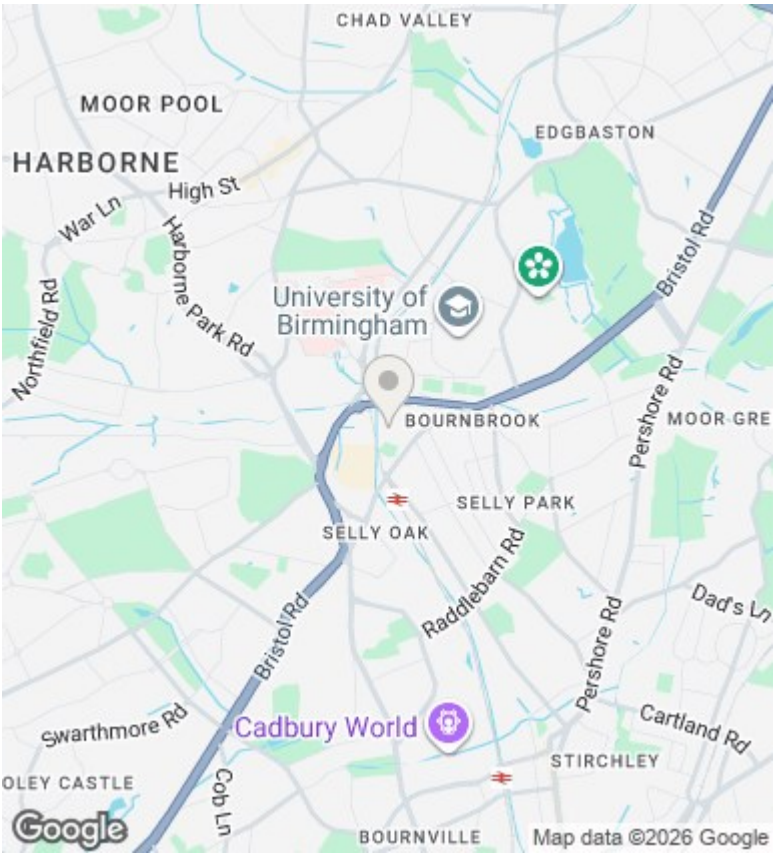 CHAD VALLEY
MOOR POOL
EDGBASTON
HARBORNE
High St
War Ln
Harborne Park Rd
Bristol Rd
Northfield Rd
University of
Birmingham
Pershore Rd
BOURNBROOK
MOOR GRE
SELLY PARK
SELLY OAK
Raddlebarn Rd
Dad's Ln
Bristol Rd
Pershore Rd
Swarthmore Rd
Cadbury World
Cartland Rd
STIRCHLEY
OLEY CASTLE
Cob Ln
Google
BOURNVILLE
Map data ©2026 Google